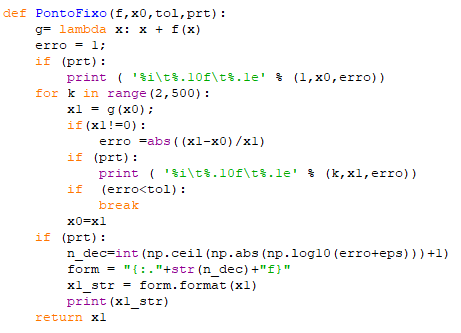 def PontoFixo(f,x0,tol,prt):
    g= lambda x: x + f(x)
    erro = 1;
    if (prt):
        print ( '%i\t%.10f\t%.1e' % (1,x0,erro))
    for k in range(2,500):
        x1 = g(x0);
        if(x1!=0):
            erro =abs((x1-x0)/x1)
        if (prt):
            print ( '%i\t%.10f\t%.1e' % (k,x1,erro))
        if  (erro<tol):
            break
        x0=x1
    if (prt):
        n_dec=int(np.ceil(np.abs(np.log10(erro+eps)))+1)
        form = "{:."+str(n_dec)+"f}"
        x1_str = form.format(x1)
        print(x1_str)
    return x1